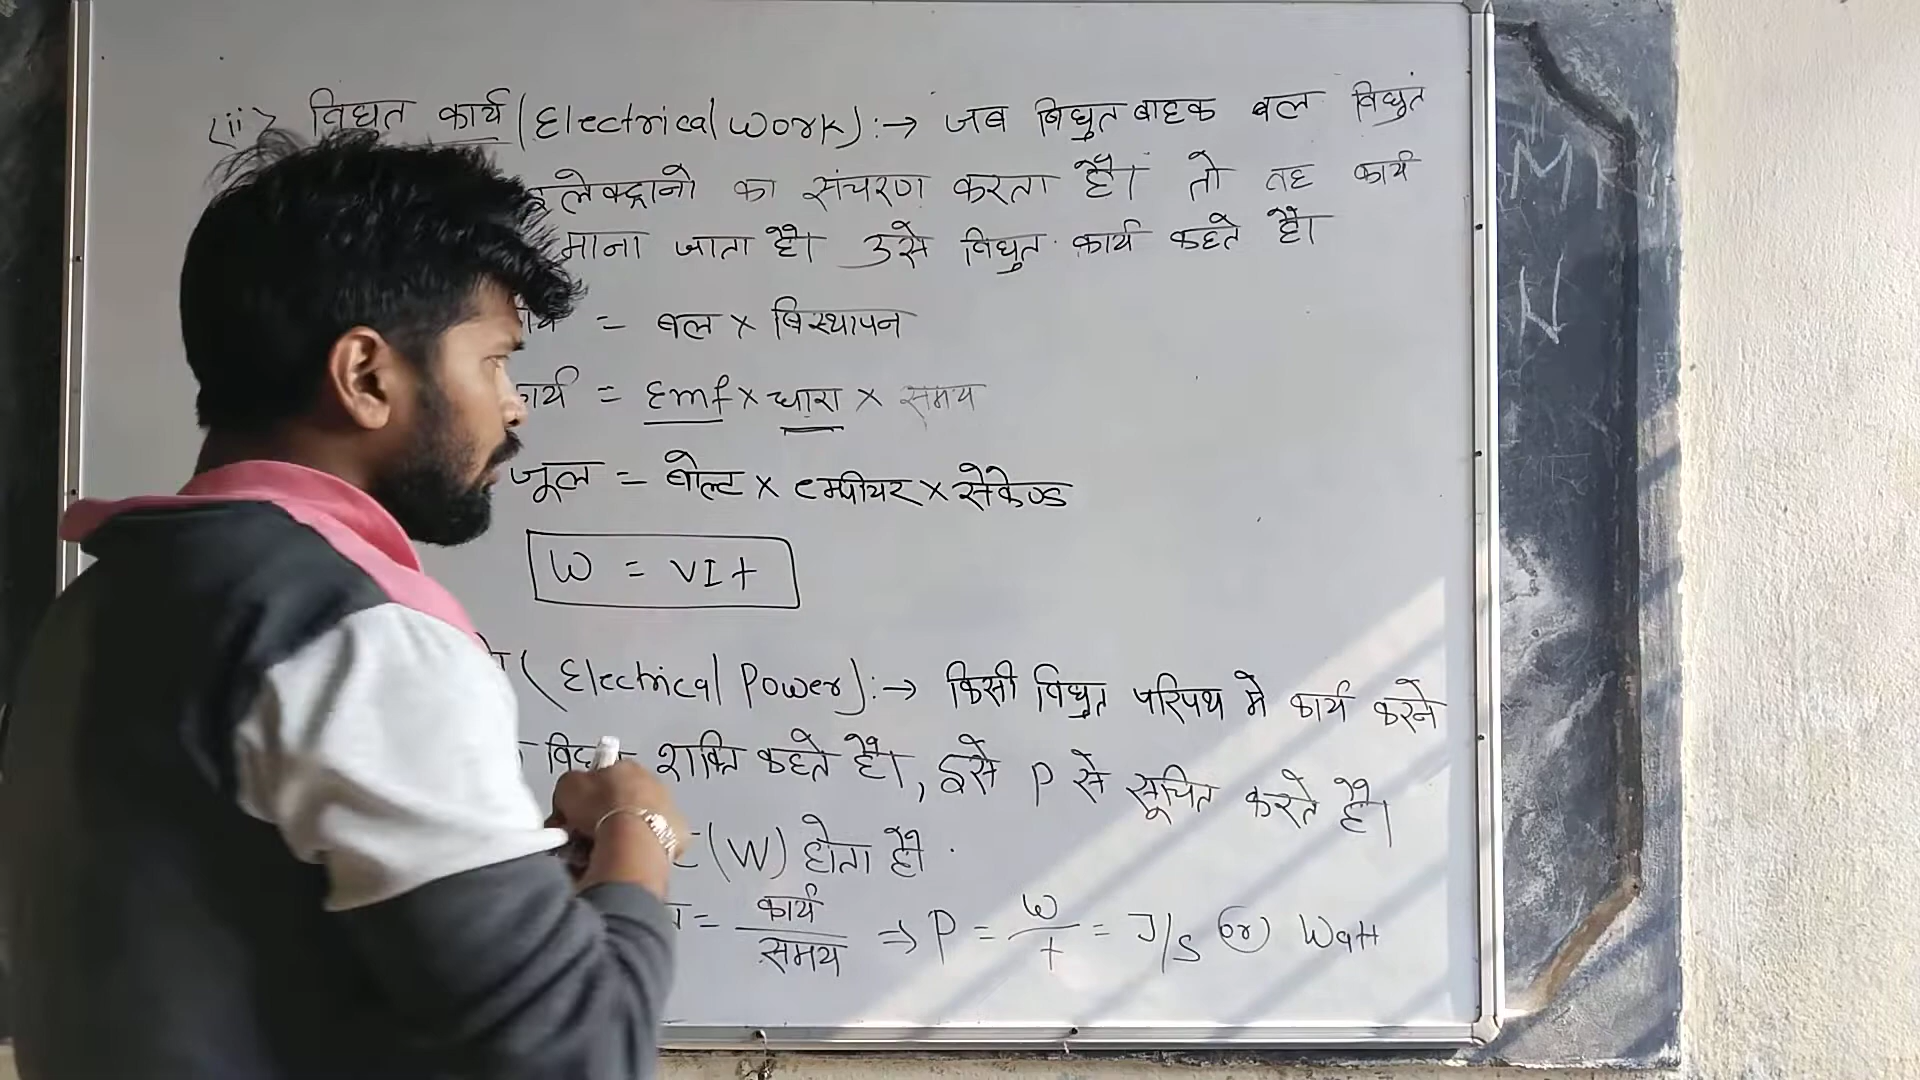 (ii) विधुत कार्य (Electrical work):→ जब विधुत बाहक बल विधुत
इलेक्ट्रानो का संचरण करता है। तो तह कार्य
माना जाता है। उसे विधुत कार्य कहते है।
= बल × विस्थापन
कार्य = Emf × धारा × समय
जूल = वोल्ट × एम्पीयर × सेकेण्ड
W = VIt
(Electrical Power):→ किसी विधुत परिपथ मे कार्य करने
शक्ति कहते है।, इसे P से सूचित करते है।
(W) होता है
= कार्य/समय ⇒ P = W/t = J/s or Watt
M
N